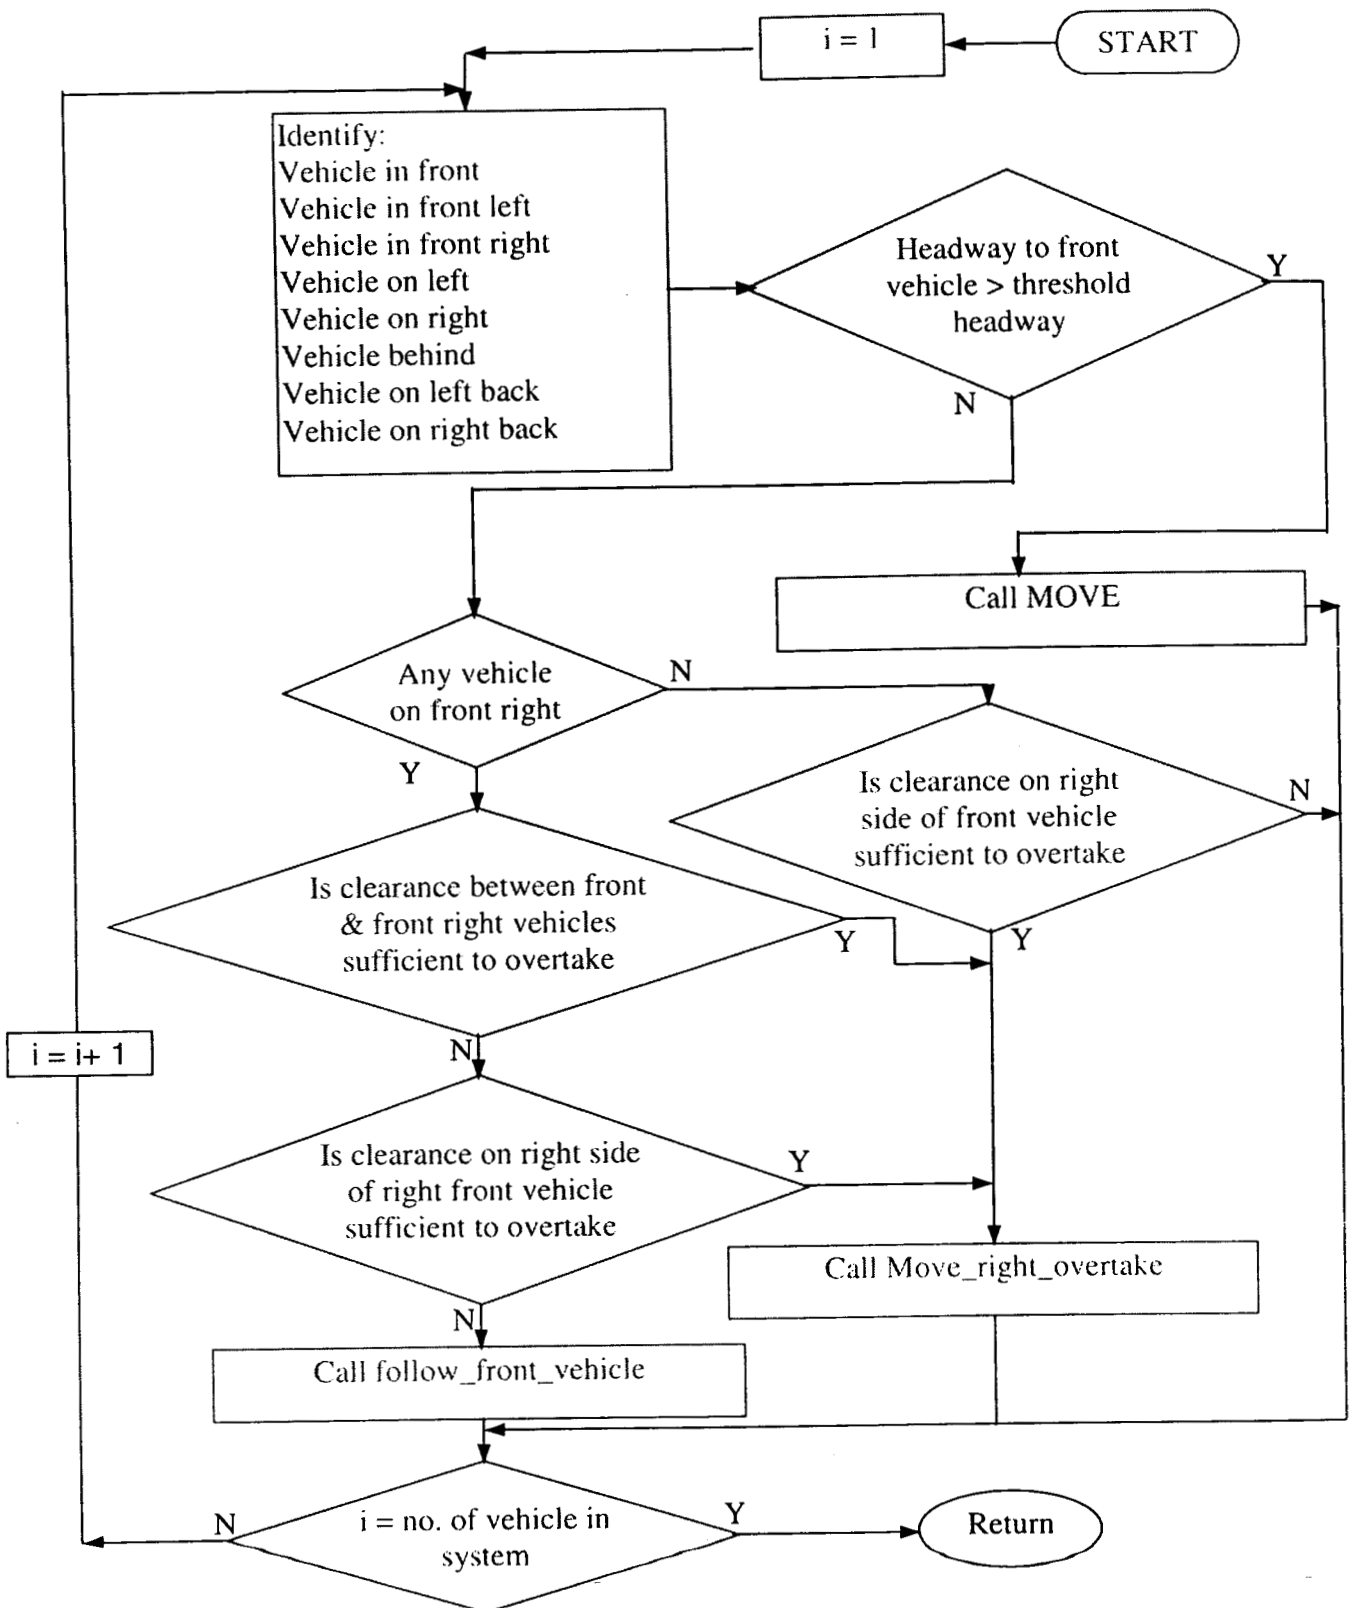 START
i = 1
Identify:
Vehicle in front
Vehicle in front left
Vehicle in front right
Vehicle on left
Vehicle on right
Vehicle behind
Vehicle on left back
Vehicle on right back
Headway to front
vehicle > threshold
headway
Y
N
Call MOVE
Any vehicle
on front right
N
Y
Is clearance on right
side of front vehicle
sufficient to overtake
N
Y
Is clearance between front
& front right vehicles
sufficient to overtake
Y
N
i = i+ 1
Is clearance on right side
of right front vehicle
sufficient to overtake
Y
N
Call Move_right_overtake
Call follow_front_vehicle
i = no. of vehicle in
system
N
Y
Return